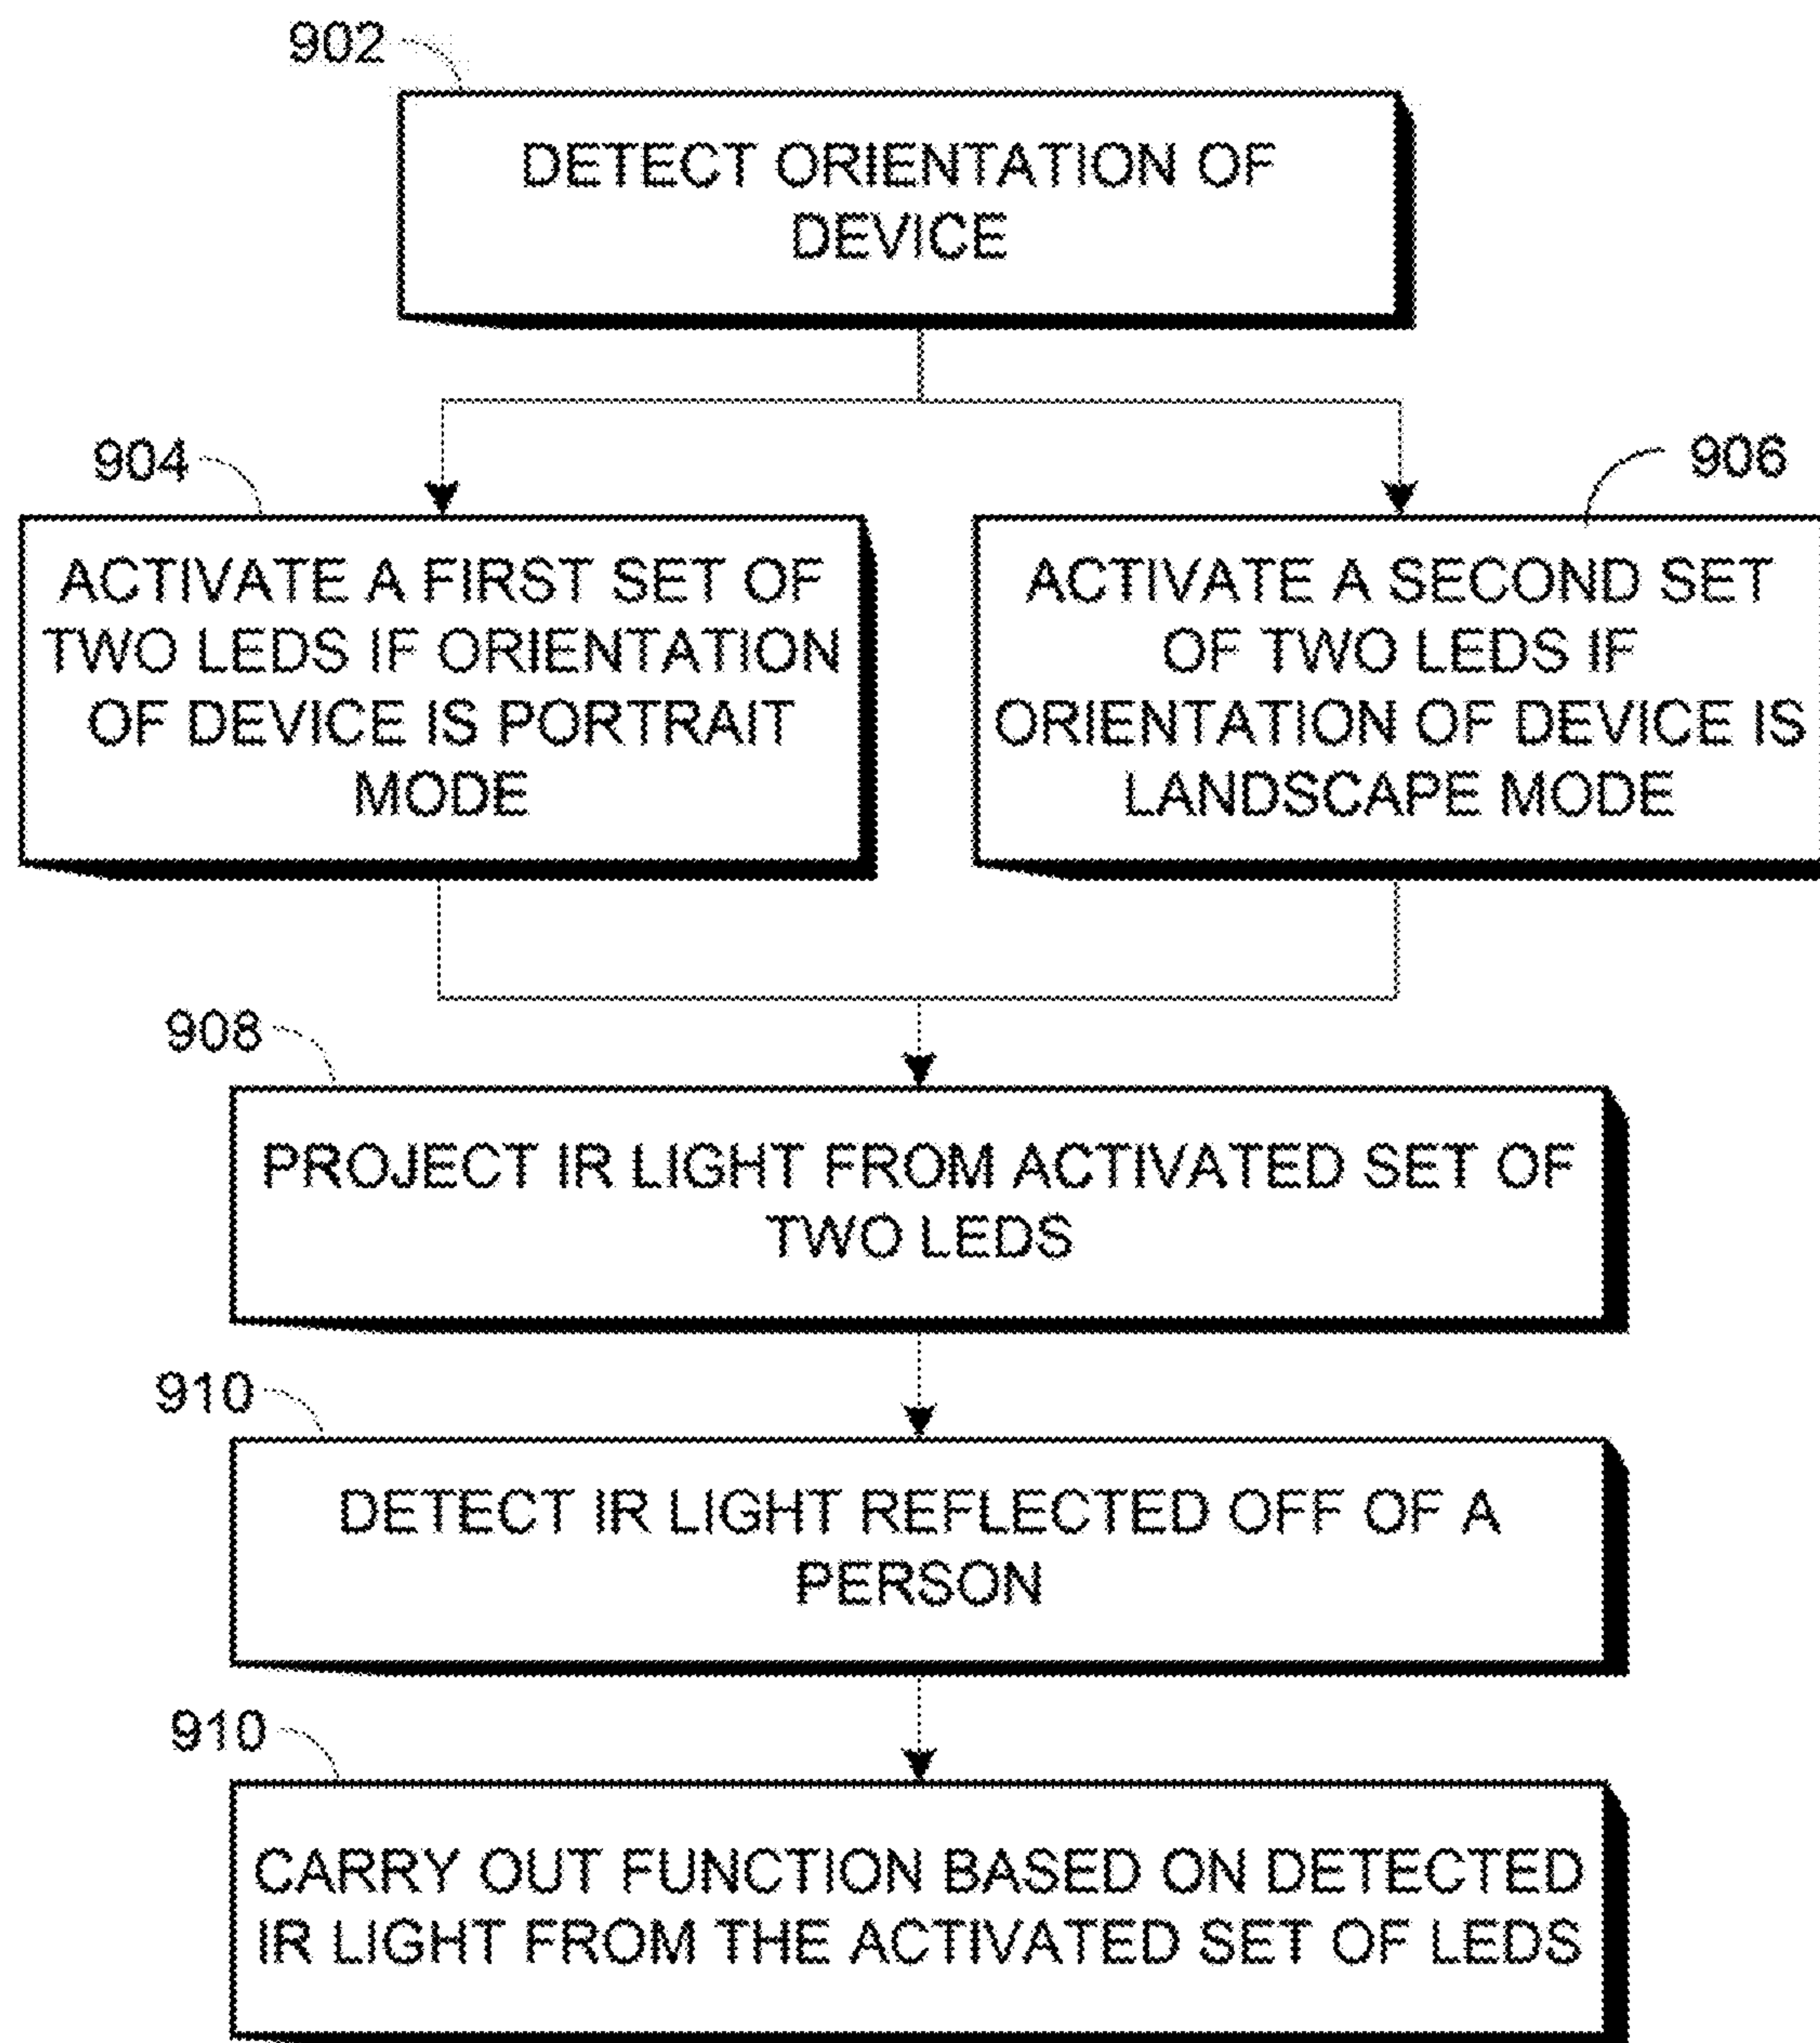 902
DETECT ORIENTATION OF
DEVICE
904
ACTIVATE A FIRST SET OF
TWO LEDS IF ORIENTATION
OF DEVICE IS PORTRAIT
MODE
906
ACTIVATE A SECOND SET
OF TWO LEDS IF
ORIENTATION OF DEVICE IS
LANDSCAPE MODE
908
PROJECT IR LIGHT FROM ACTIVATED SET OF
TWO LEDS
910
DETECT IR LIGHT REFLECTED OFF OF A
PERSON
910
CARRY OUT FUNCTION BASED ON DETECTED
IR LIGHT FROM THE ACTIVATED SET OF LEDS